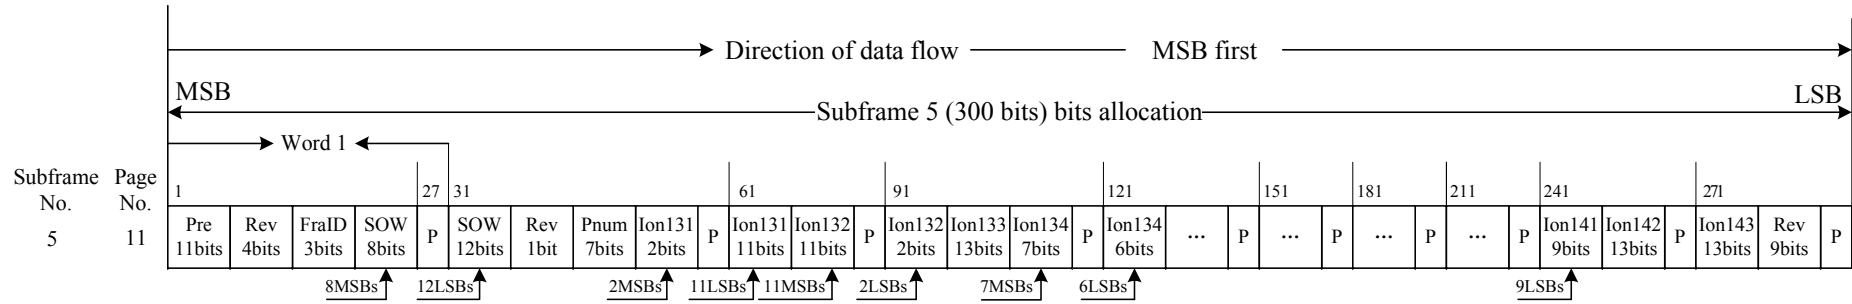 Direction of data flow MSB first
MSB LSB
Subframe 5 (300 bits) bits allocation
Word 1
Subframe No. Page No.
1 27 31 61 91 121 151 181 211 241 271
5 11
Pre 11bits
Rev 4bits
FraID 3bits
SOW 8bits
P
SOW 12bits
Rev 1bit
Pnum 7bits
Ion131 2bits
P
Ion131 11bits
Ion132 11bits
P
Ion132 2bits
Ion133 13bits
Ion134 7bits
P
Ion134 6bits
...
P
...
P
...
P
...
P
Ion141 9bits
Ion142 13bits
P
Ion143 13bits
Rev 9bits
P
8MSBs 12LSBs 2MSBs 11LSBs 11MSBs 2LSBs 7MSBs 6LSBs 9LSBs